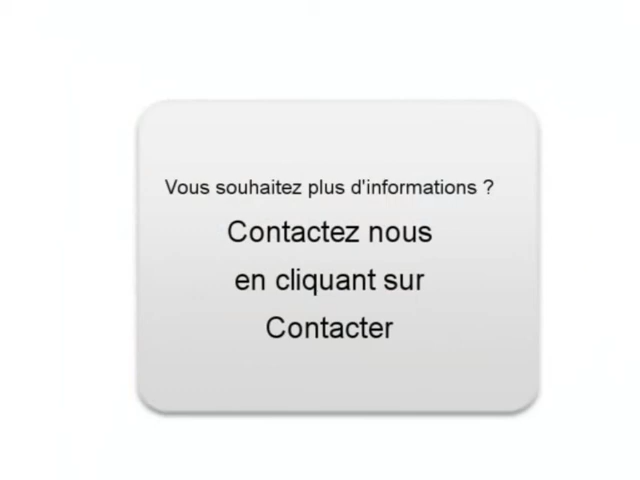 Vous souhaitez plus d'informations ?
Contactez nous
en cliquant sur
Contacter